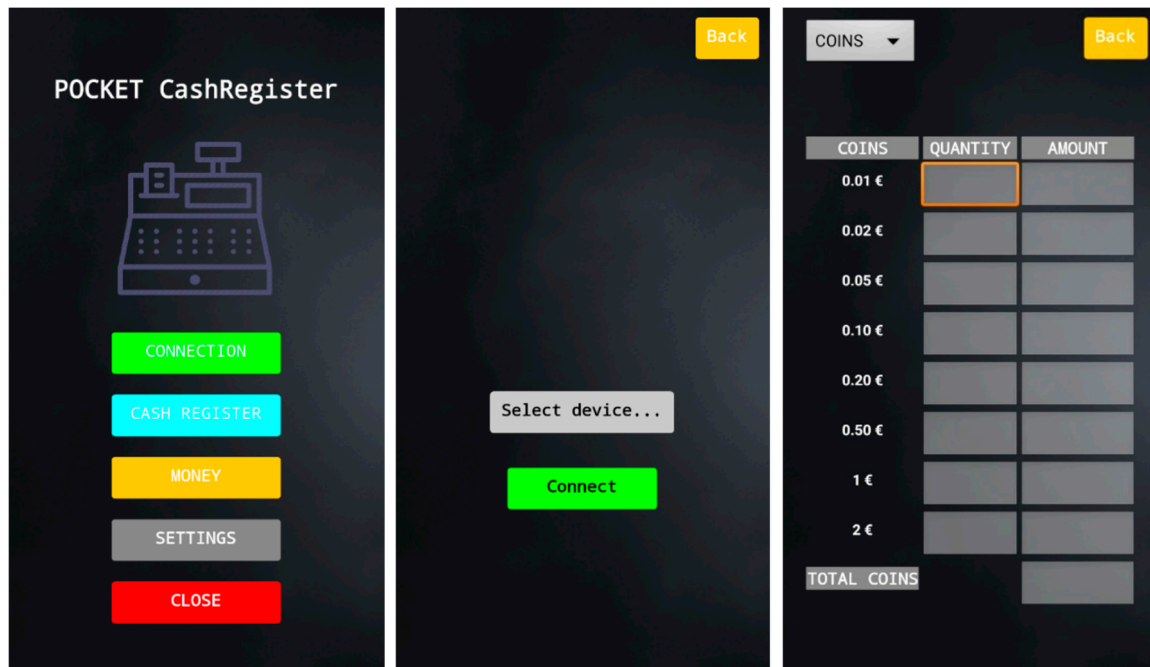 POCKET CashRegister
CONNECTION
CASH REGISTER
MONEY
SETTINGS
CLOSE
Back
Select device...
Connect
COINS
Back
COINS QUANTITY AMOUNT
0.01 €
0.02 €
0.05 €
0.10 €
0.20 €
0.50 €
1 €
2 €
TOTAL COINS